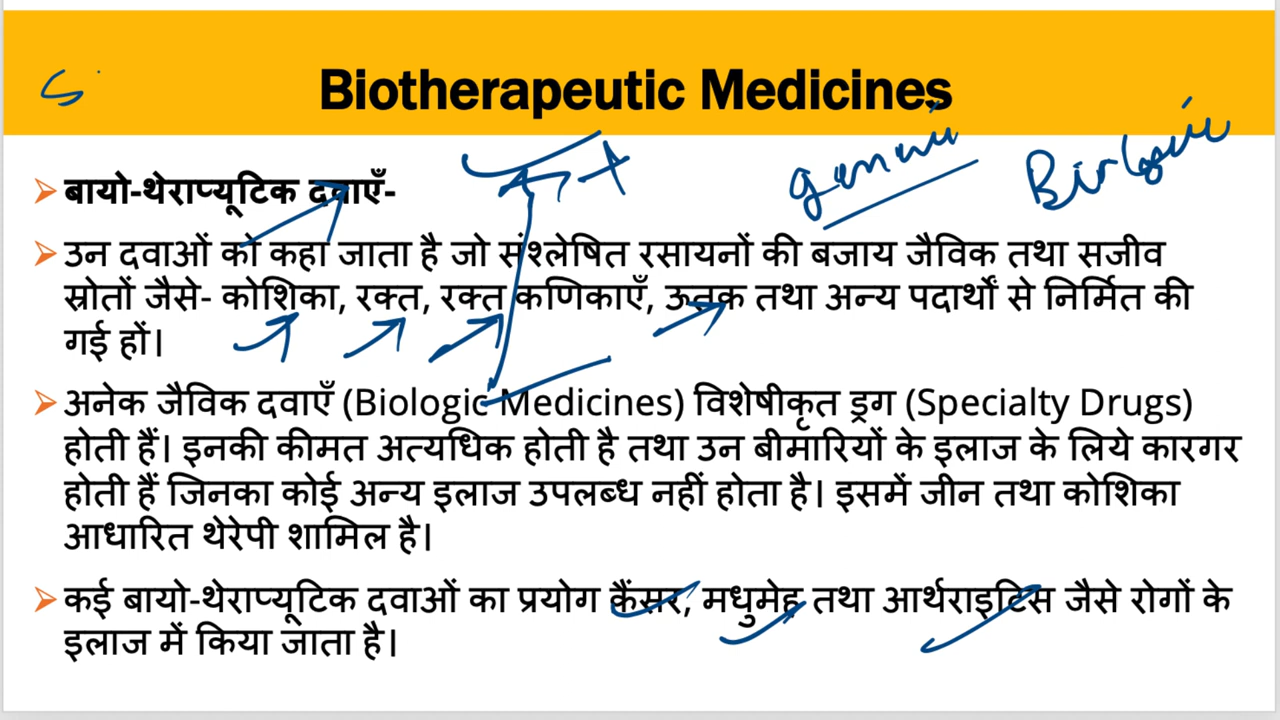 Biotherapeutic Medicines
बायो-थेराप्यूटिक दवाएँ-
उन दवाओं को कहा जाता है जो संश्लेषित रसायनों की बजाय जैविक तथा सजीव
स्रोतों जैसे- कोशिका, रक्त, रक्त कणिकाएँ, ऊतक तथा अन्य पदार्थों से निर्मित की
गई हों।
अनेक जैविक दवाएँ (Biologic Medicines) विशेषीकृत ड्रग (Specialty Drugs)
होती हैं। इनकी कीमत अत्यधिक होती है तथा उन बीमारियों के इलाज के लिये कारगर
होती हैं जिनका कोई अन्य इलाज उपलब्ध नहीं होता है। इसमें जीन तथा कोशिका
आधारित थेरेपी शामिल है।
कई बायो-थेराप्यूटिक दवाओं का प्रयोग कैंसर, मधुमेह तथा आर्थराइटिस जैसे रोगों के
इलाज में किया जाता है।